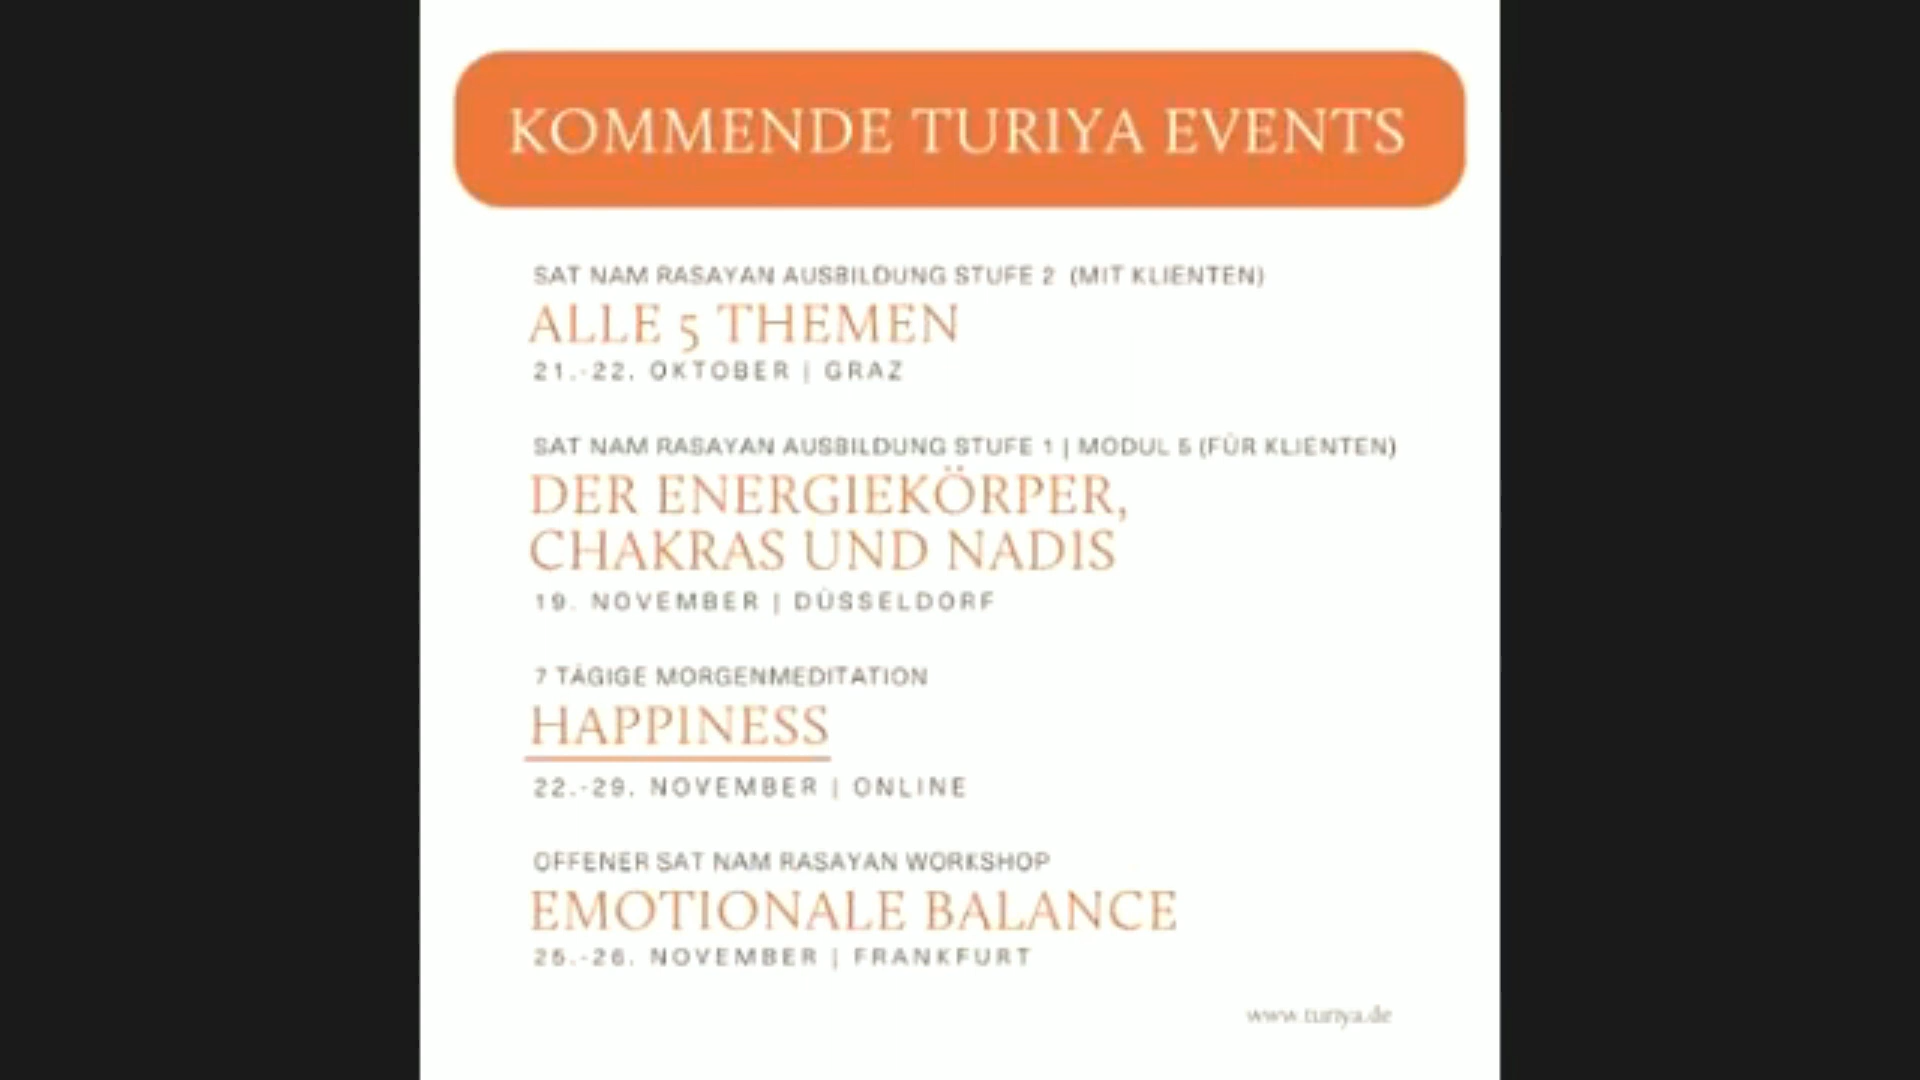 KOMMENDE TURIYA EVENTS
SAT NAM RASAYAN AUSBILDUNG STUFE 2 (MIT KLIENTEN)
ALLE 5 THEMEN
21.-22. OKTOBER | GRAZ
SAT NAM RASAYAN AUSBILDUNG STUFE 1 | MODUL 5 (FÜR KLIENTEN)
DER ENERGIEKÖRPER,
CHAKRAS UND NADIS
19. NOVEMBER | DÜSSELDORF
7 TÄGIGE MORGENMEDITATION
HAPPINESS
22.-29. NOVEMBER | ONLINE
OFFENER SAT NAM RASAYAN WORKSHOP
EMOTIONALE BALANCE
25.-26. NOVEMBER | FRANKFURT
www.turiya.de